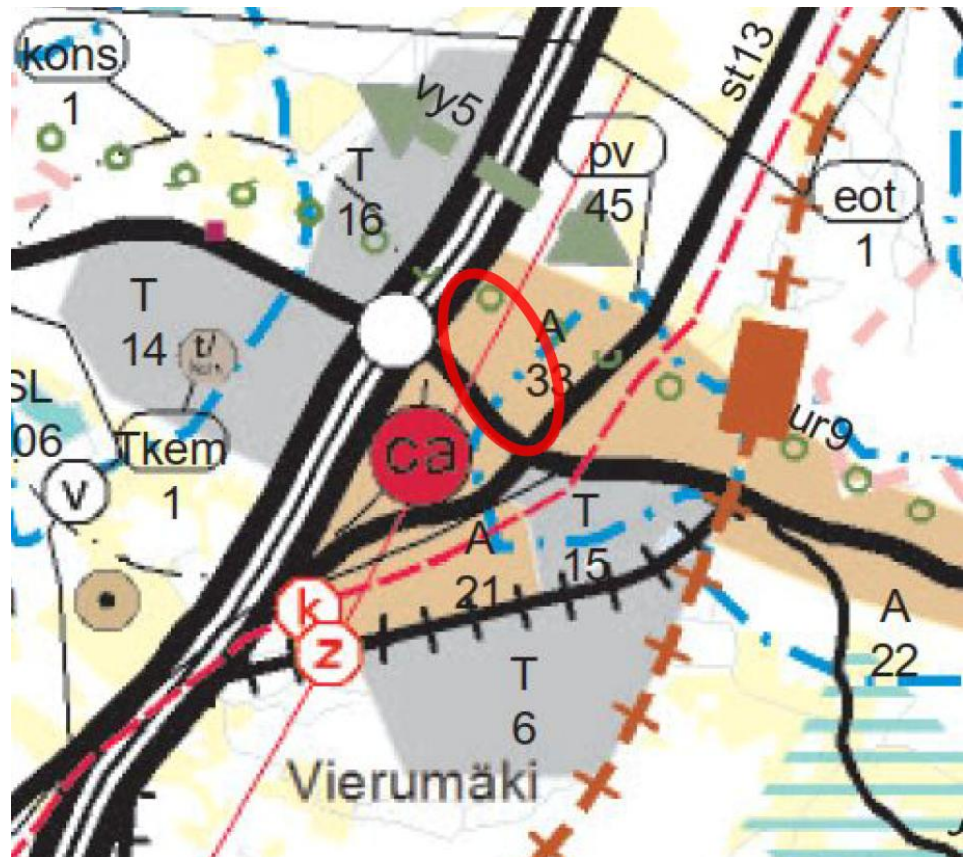 kons
1
vy5
st13
pv
45
eot
1
T
16
T
14
t/
A
33
SL
06
Tkem
1
v
ca
ur9
T
15
A
21
A
22
k
z
T
6
Vierumäki